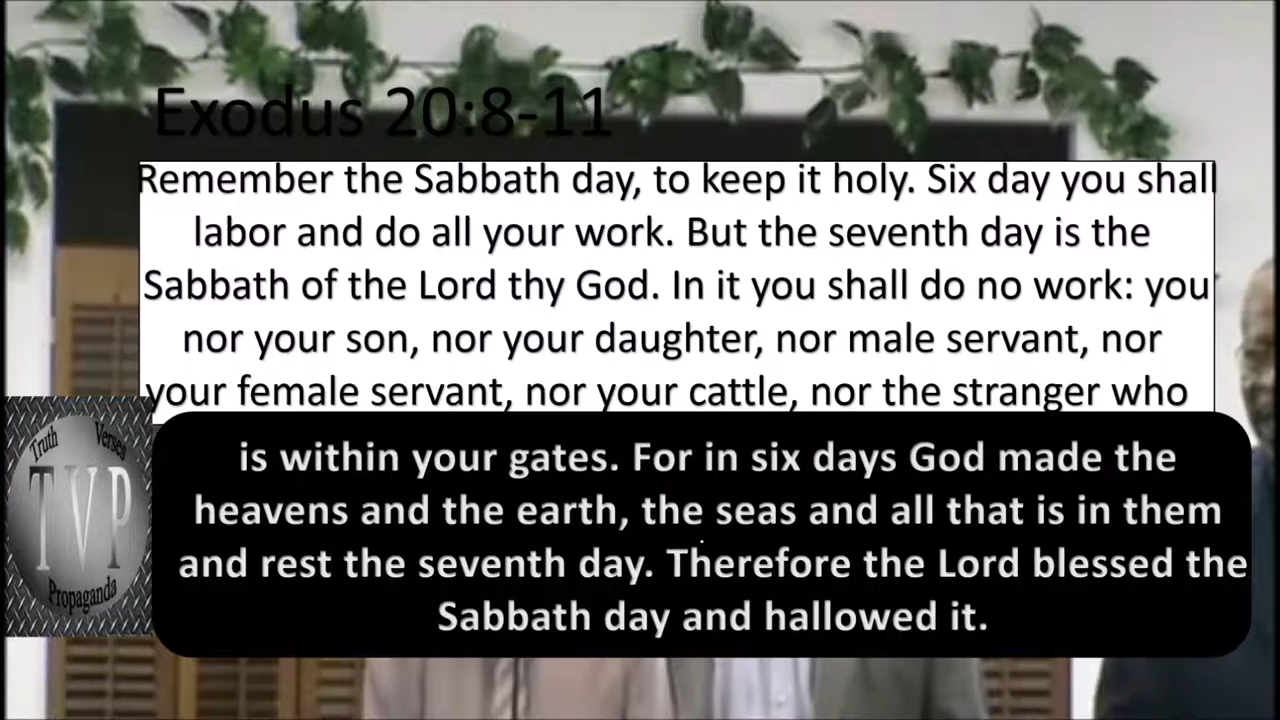 Exodus 20:8-11
Remember the Sabbath day, to keep it holy. Six day you shall
labor and do all your work. But the seventh day is the
Sabbath of the Lord thy God. In it you shall do no work: you
nor your son, nor your daughter, nor male servant, nor
your female servant, nor your cattle, nor the stranger who
is within your gates. For in six days God made the
heavens and the earth, the seas and all that is in them
and rest the seventh day. Therefore the Lord blessed the
Sabbath day and hallowed it.
Truth Verses
TVP
Propaganda